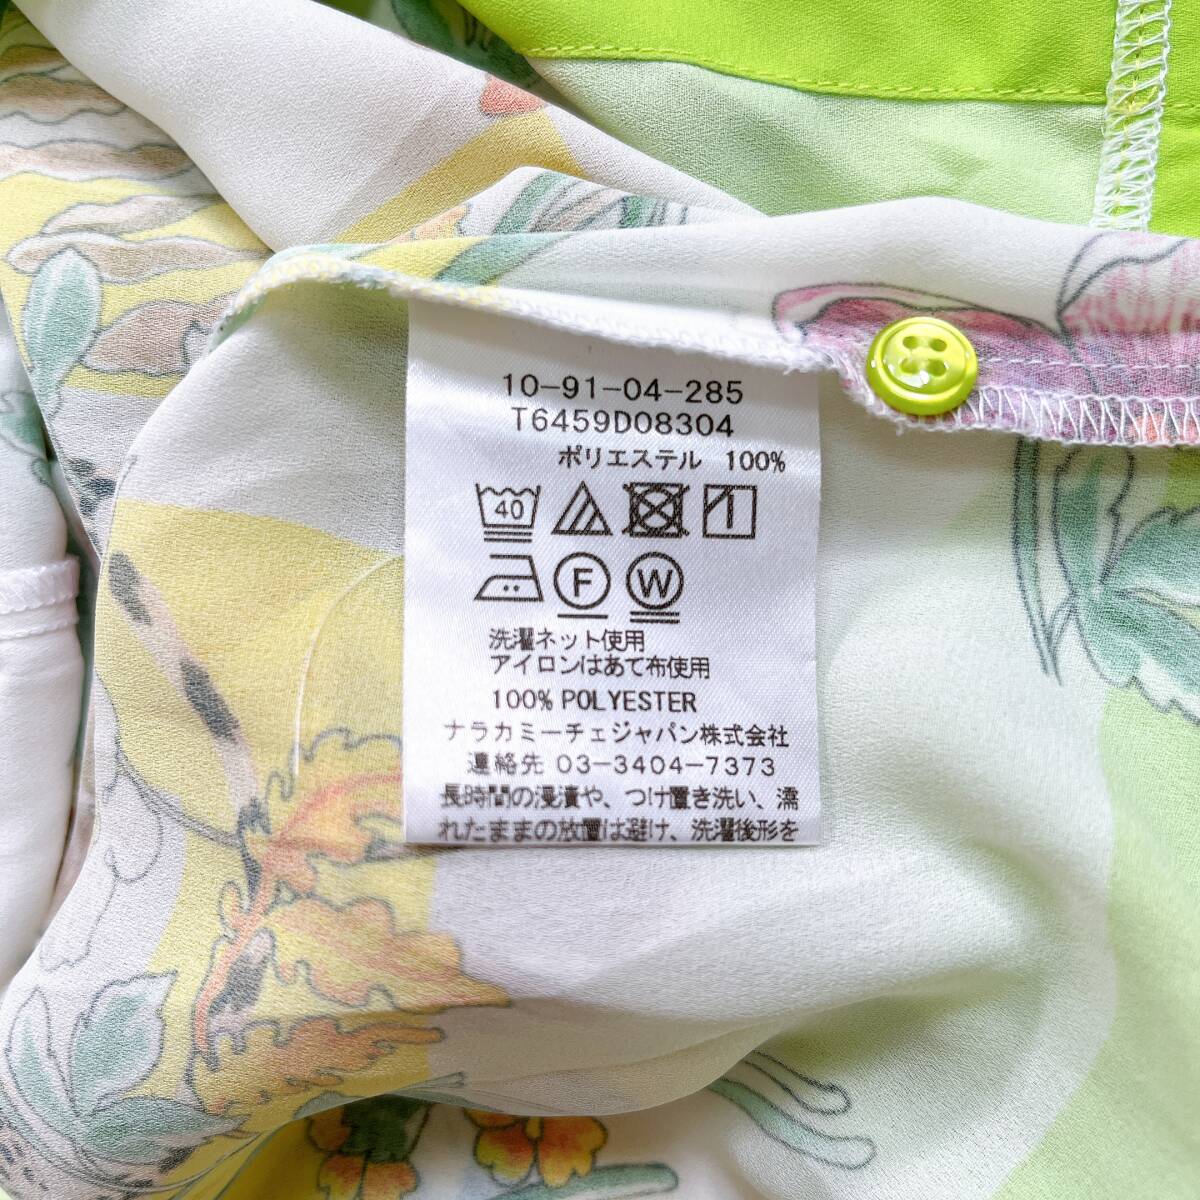 10-91-04-285
T6459D08304
ポリエステル 100%
40
F W
洗濯ネット使用
アイロンはあて布使用
100% POLYESTER
ナラカミーチェジャパン株式会社
連絡先 03-3404-7373
長時間の浸漬や、つけ置き洗い、濡
れたままの放置は避け、洗濯後形を